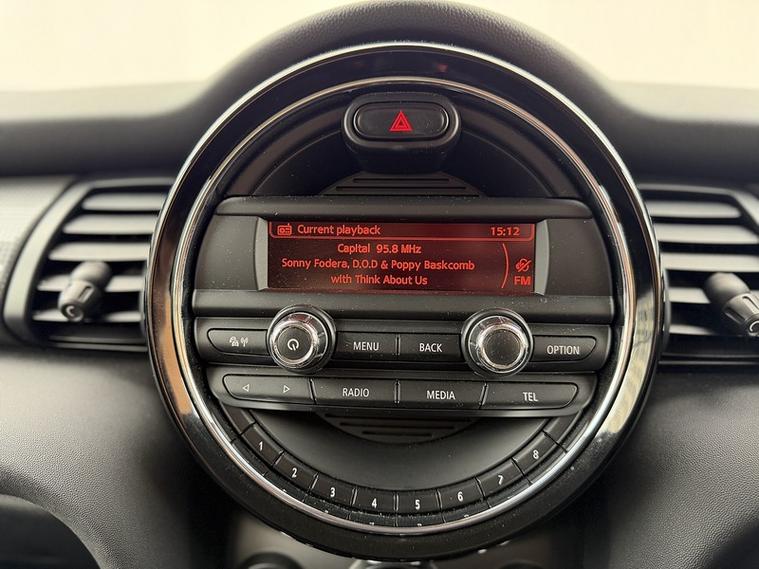 Current playback 15:12
Capital 95.8 MHz
Sonny Fodera, D.O.D & Poppy Baskcomb
with Think About Us
FM
MENU BACK OPTION
RADIO MEDIA TEL
1 2 3 4 5 6 7 8